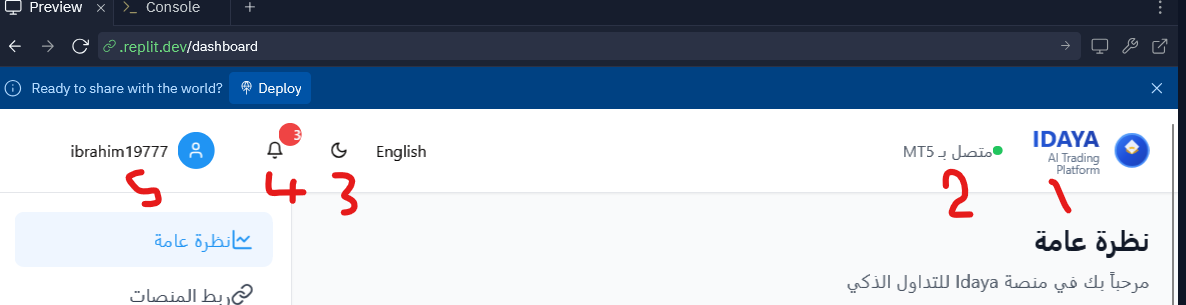 Preview
Console
.replit.dev/dashboard
Ready to share with the world?
Deploy
IDAYA
AI Trading
Platform
متصل بـ MT5
English
3
ibrahim19777
1
2
3
4
5
نظرة عامة
مرحباً بك في منصة Idaya للتداول الذكي
نظرة عامة
ربط المنصات